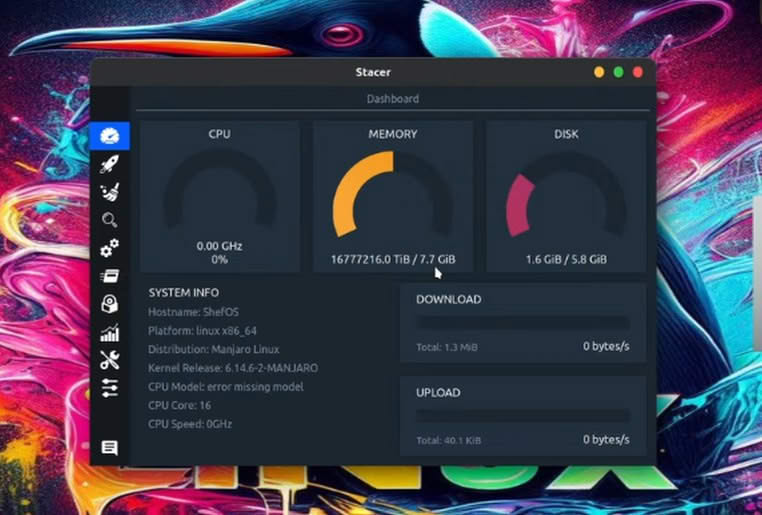 Stacer
Dashboard
CPU
MEMORY
DISK
0.00 GHz
0%
16777216.0 TiB / 7.7 GiB
1.6 GiB / 5.8 GiB
SYSTEM INFO
Hostname: ShefOS
Platform: linux x86_64
Distribution: Manjaro Linux
Kernel Release: 6.14.6-2-MANJARO
CPU Model: error missing model
CPU Core: 16
CPU Speed: 0GHz
DOWNLOAD
Total: 1.3 MiB
0 bytes/s
UPLOAD
Total: 40.1 KiB
0 bytes/s